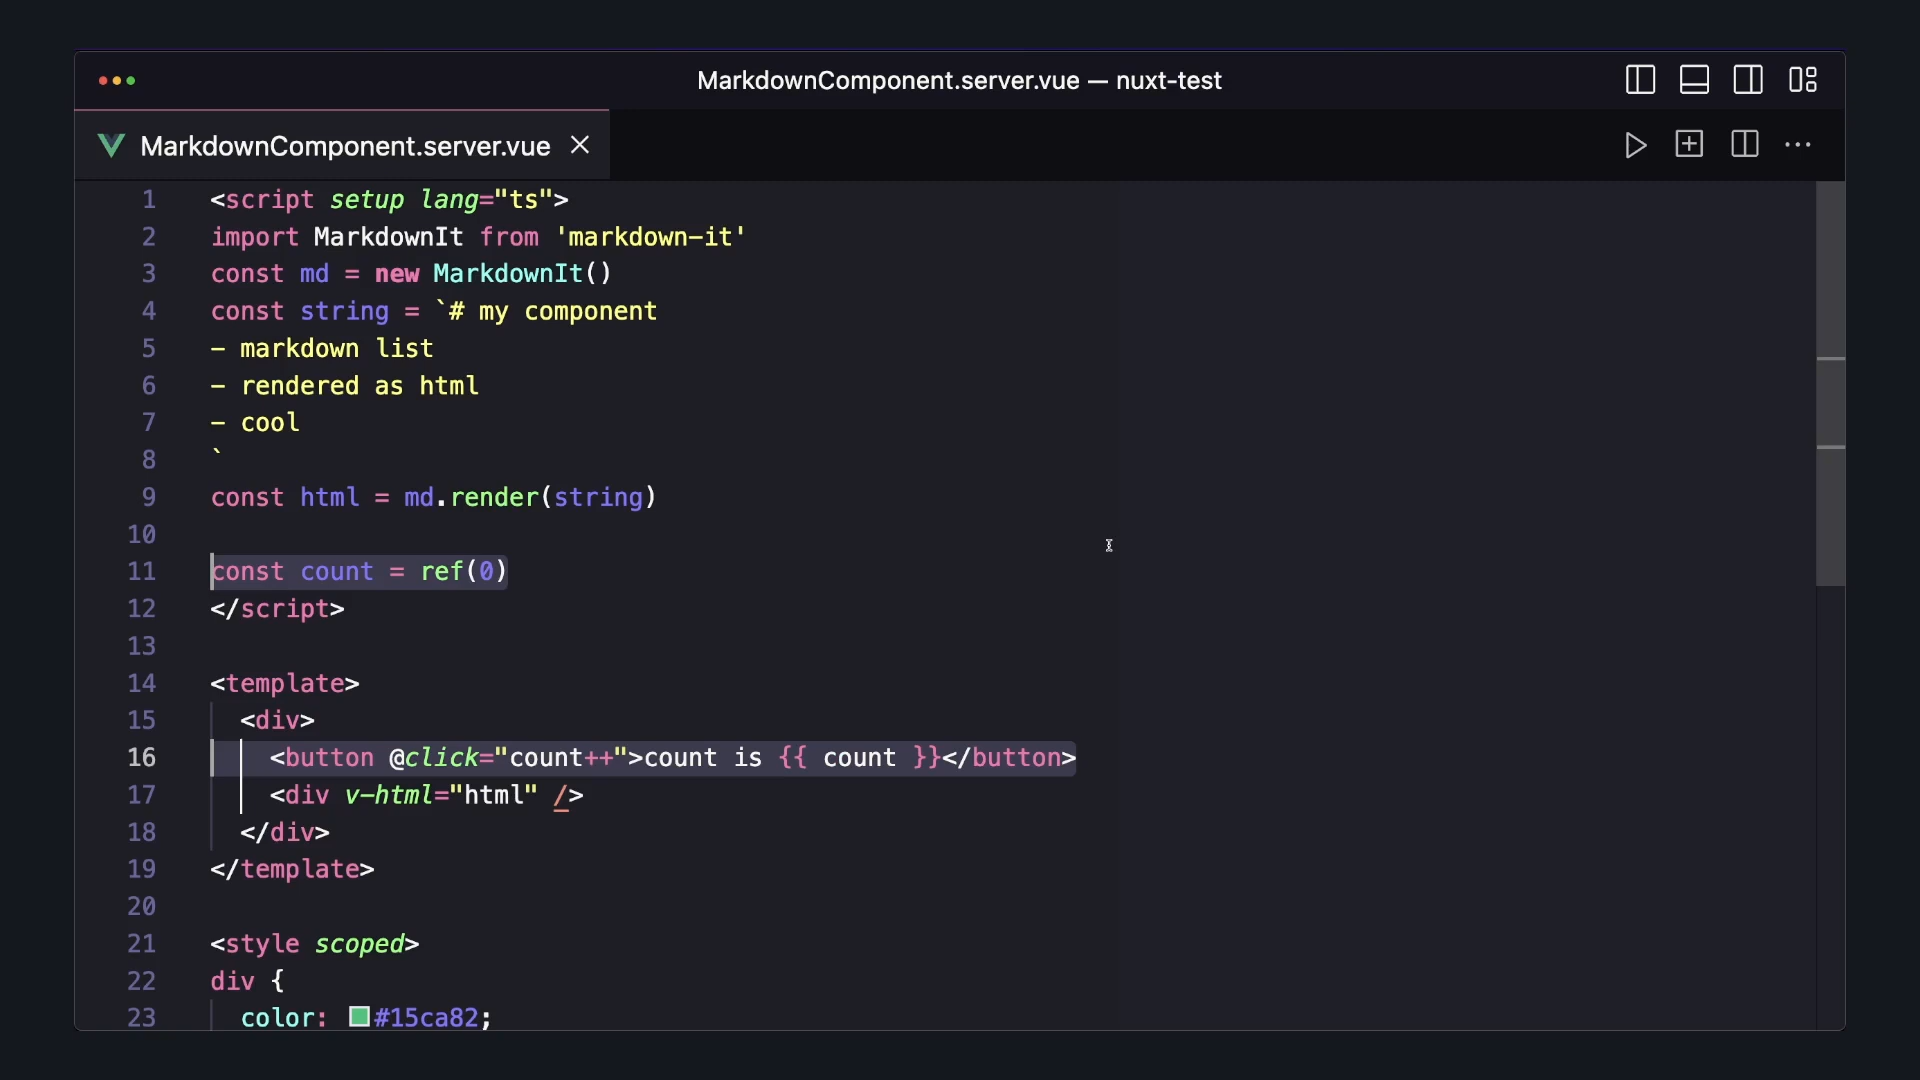 MarkdownComponent.server.vue — nuxt-test
MarkdownComponent.server.vue
1 <script setup lang="ts">
2 import MarkdownIt from 'markdown-it'
3 const md = new MarkdownIt()
4 const string = `# my component
5 - markdown list
6 - rendered as html
7 - cool
8 `
9 const html = md.render(string)
10
11 const count = ref(0)
12 </script>
13
14 <template>
15 <div>
16 <button @click="count++">count is {{ count }}</button>
17 <div v-html="html" />
18 </div>
19 </template>
20
21 <style scoped>
22 div {
23 color: #15ca82;